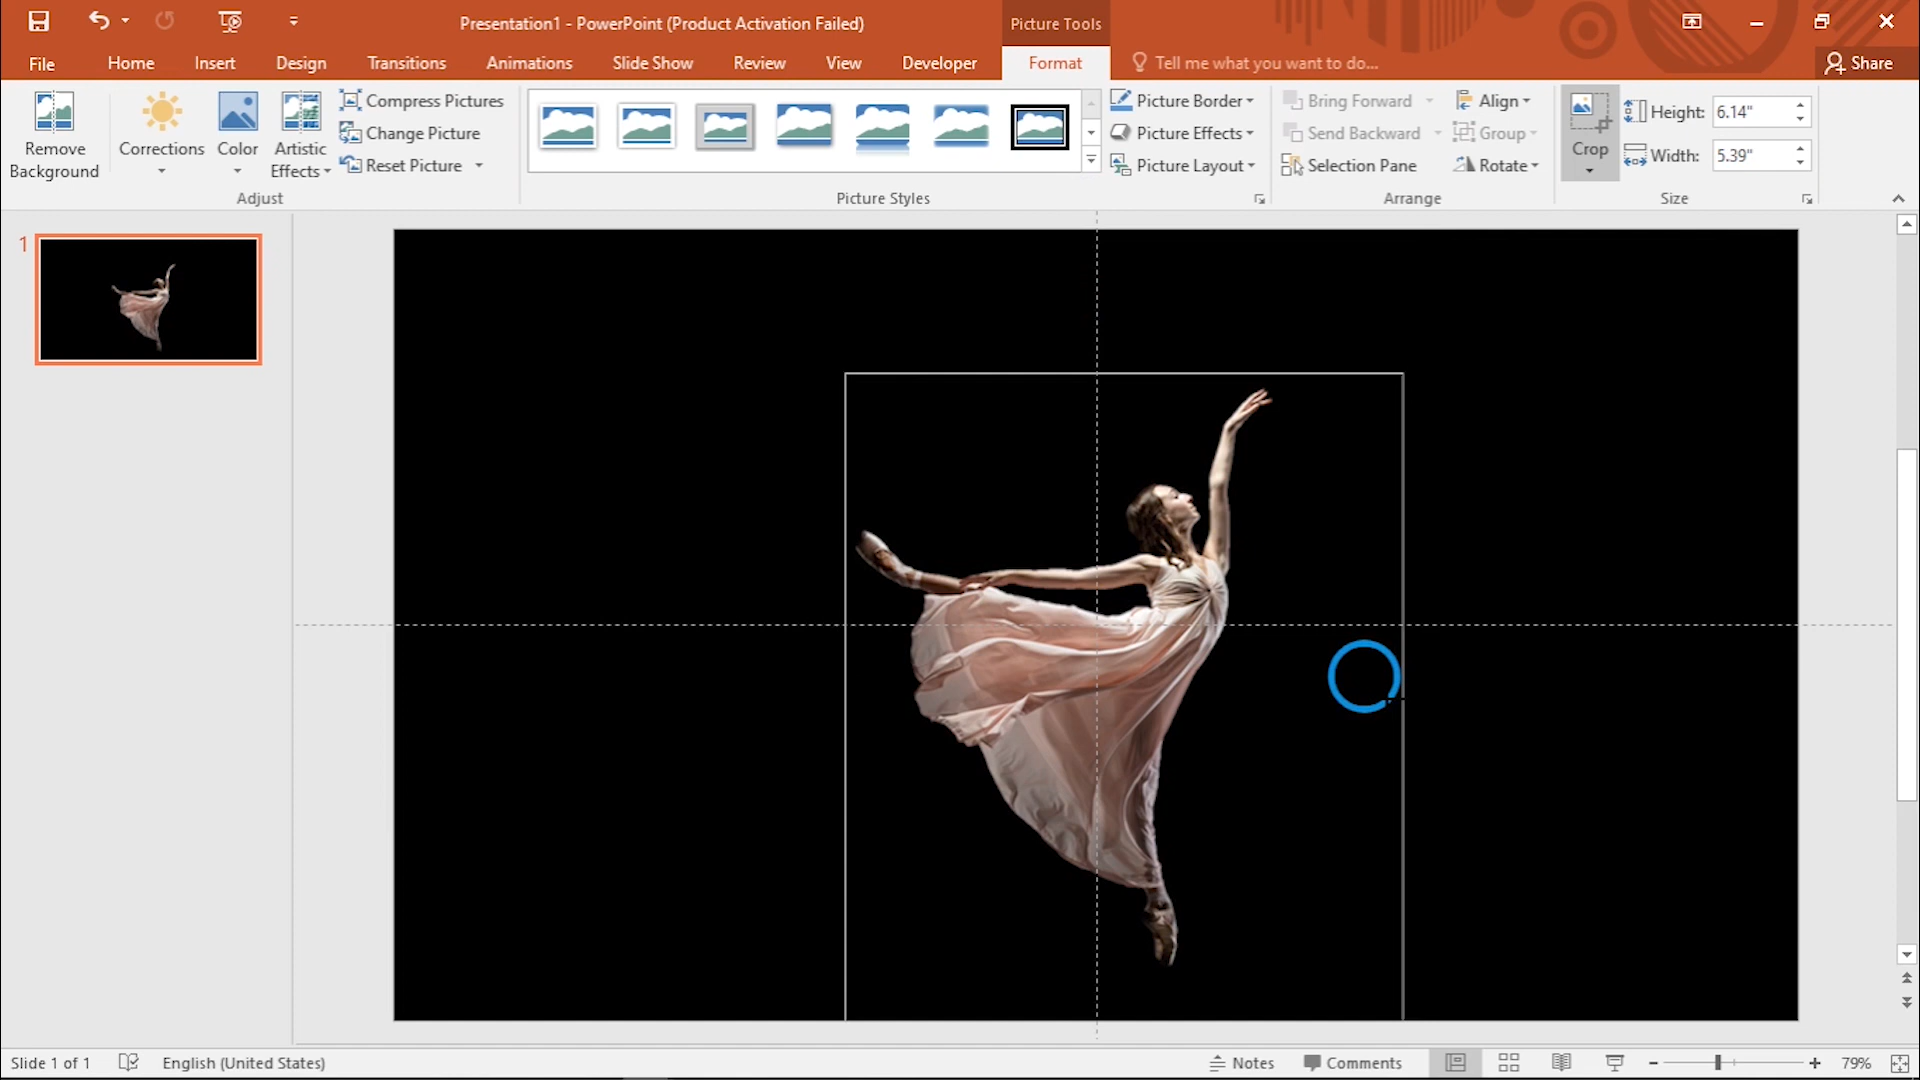 Presentation1 - PowerPoint (Product Activation Failed)
Picture Tools
File
Home
Insert
Design
Transitions
Animations
Slide Show
Review
View
Developer
Format
Tell me what you want to do...
Share
Remove
Background
Corrections
Color
Artistic
Effects
Compress Pictures
Change Picture
Reset Picture
Adjust
Picture Styles
Picture Border
Picture Effects
Picture Layout
Bring Forward
Send Backward
Selection Pane
Align
Group
Rotate
Arrange
Crop
Height: 6.14"
Width: 5.39"
Size
1
Slide 1 of 1
English (United States)
Notes
Comments
79%